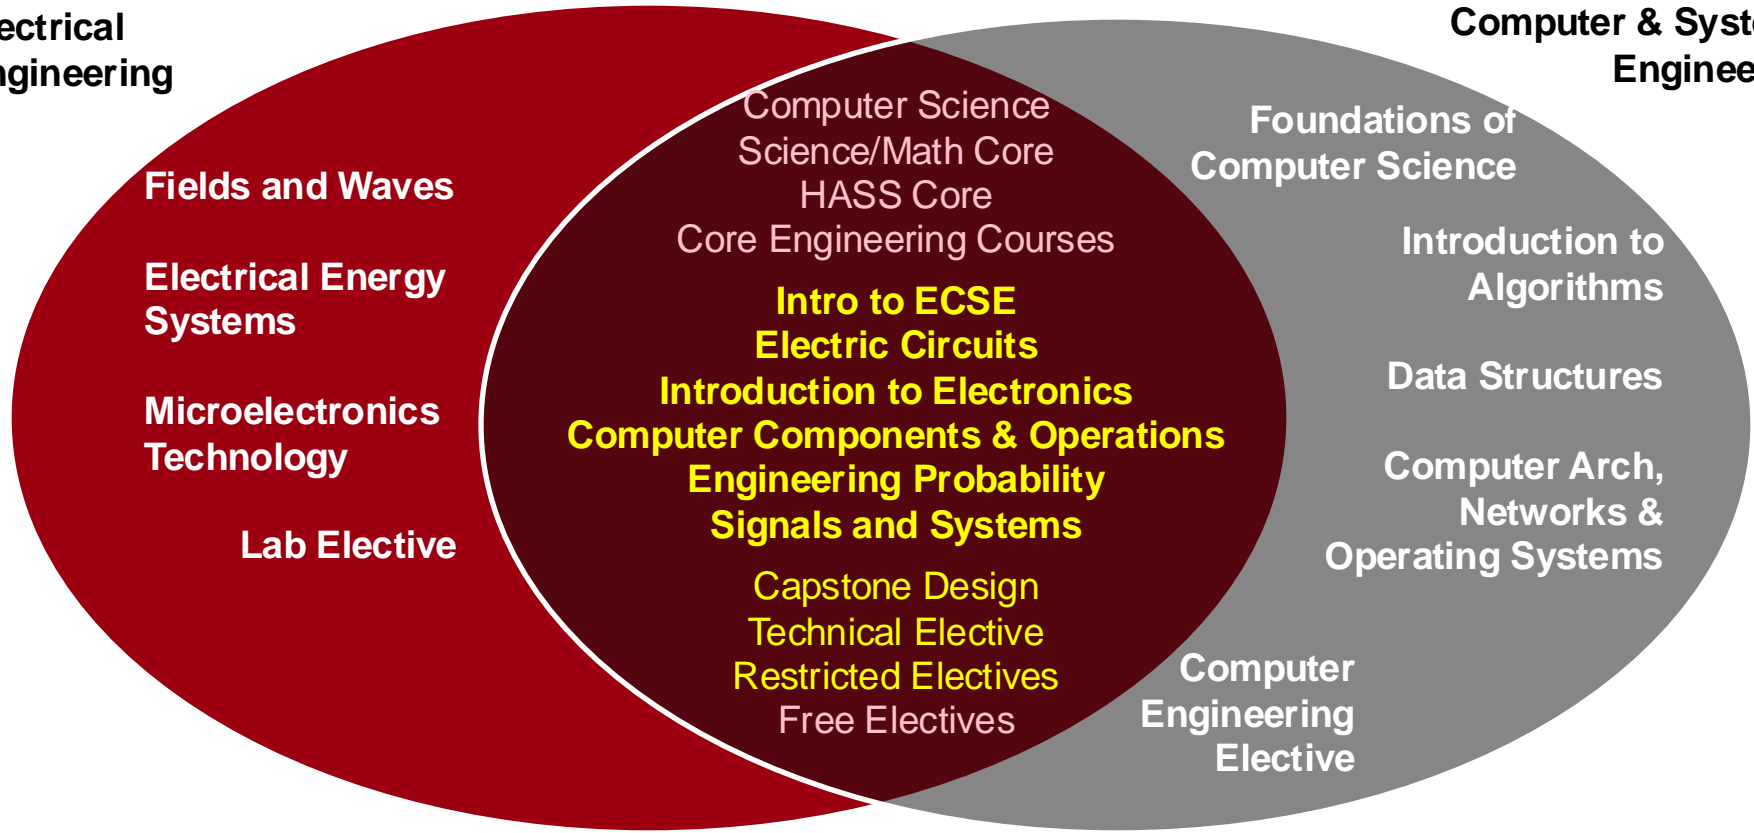 ectrical
ngineering
Computer & Syst
Enginee
Fields and Waves
Electrical Energy
Systems
Microelectronics
Technology
Lab Elective
Computer Science
Science/Math Core
HASS Core
Core Engineering Courses
Intro to ECSE
Electric Circuits
Introduction to Electronics
Computer Components & Operations
Engineering Probability
Signals and Systems
Capstone Design
Technical Elective
Restricted Electives
Free Electives
Foundations of
Computer Science
Introduction to
Algorithms
Data Structures
Computer Arch,
Networks &
Operating Systems
Computer
Engineering
Elective